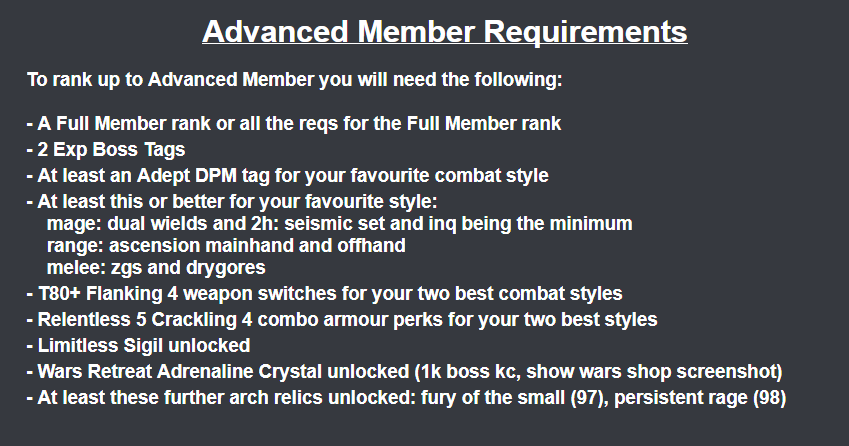 Advanced Member Requirements
To rank up to Advanced Member you will need the following:
- A Full Member rank or all the reqs for the Full Member rank
- 2 Exp Boss Tags
- At least an Adept DPM tag for your favourite combat style
- At least this or better for your favourite style:
mage: dual wields and 2h: seismic set and inq being the minimum
range: ascension mainhand and offhand
melee: zgs and drygores
- T80+ Flanking 4 weapon switches for your two best combat styles
- Relentless 5 Crackling 4 combo armour perks for your two best styles
- Limitless Sigil unlocked
- Wars Retreat Adrenaline Crystal unlocked (1k boss kc, show wars shop screenshot)
- At least these further arch relics unlocked: fury of the small (97), persistent rage (98)